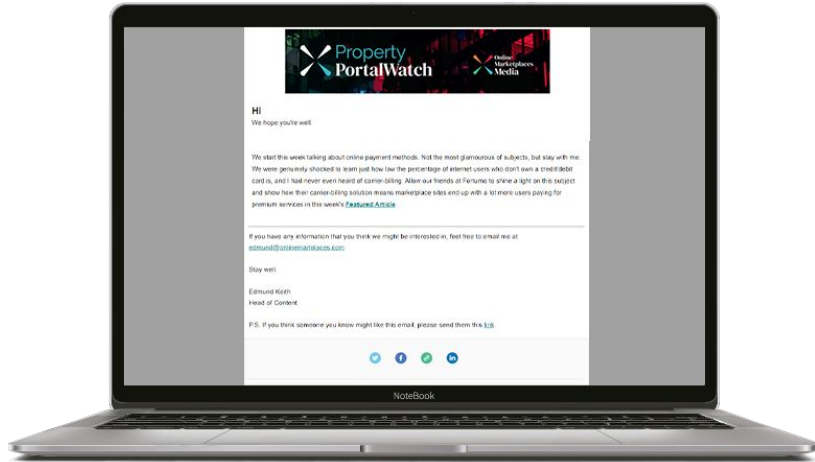 Property
PortalWatch
Online
Marketplaces
Media
Hi
We hope you're well.
We start this week talking about online payment methods. Not the most glamourous of subjects, but stay with me.
We were genuinely shocked to learn just how low the percentage of internet users who don't own a credit/debit
card is, and I had never even heard of carrier-billing. Allow our friends at Fortumo to shine a light on this subject
and show how their carrier-billing solution means marketplace sites end up with a lot more users paying for
premium services in this week's Featured Article
If you have any information that you think we might be interested in, feel free to email me at
edmund@onlinemarketplaces.com
Stay well.
Edmund Keith
Head of Content
P.S. If you think someone you know might like this email, please send them this link
NoteBook